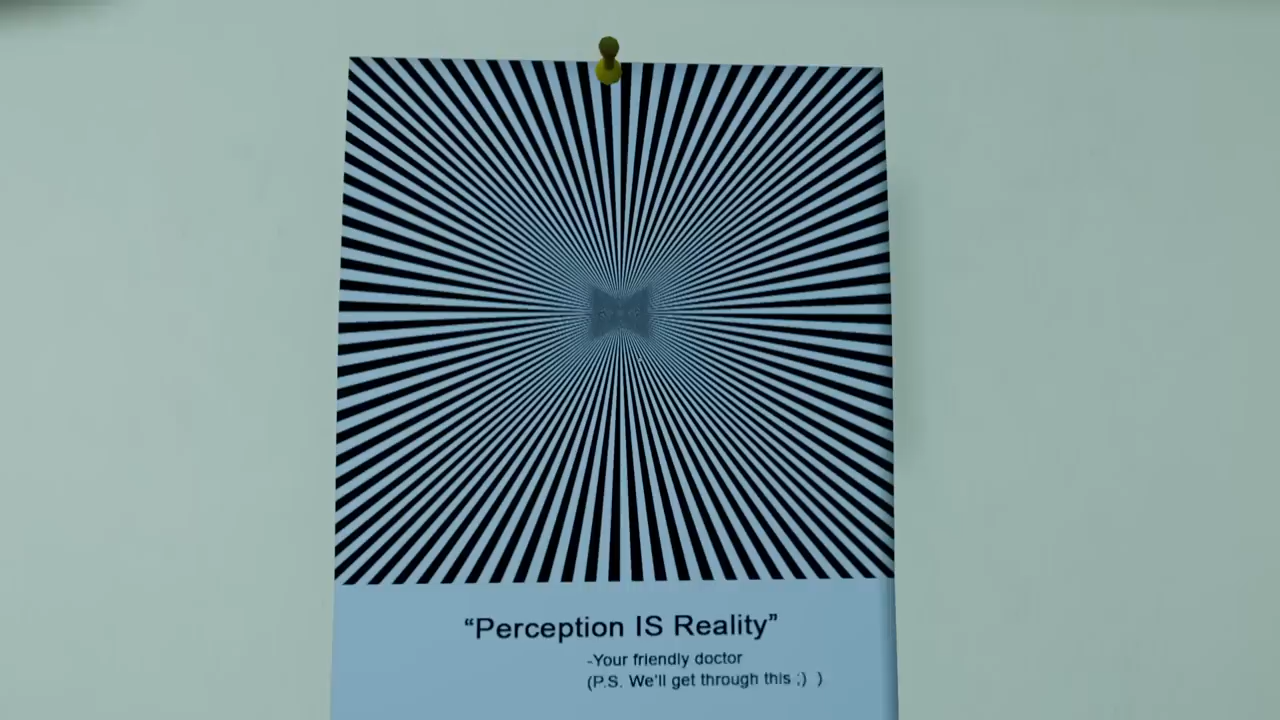 “Perception IS Reality”
-Your friendly doctor
(P.S. We'll get through this ;)  )